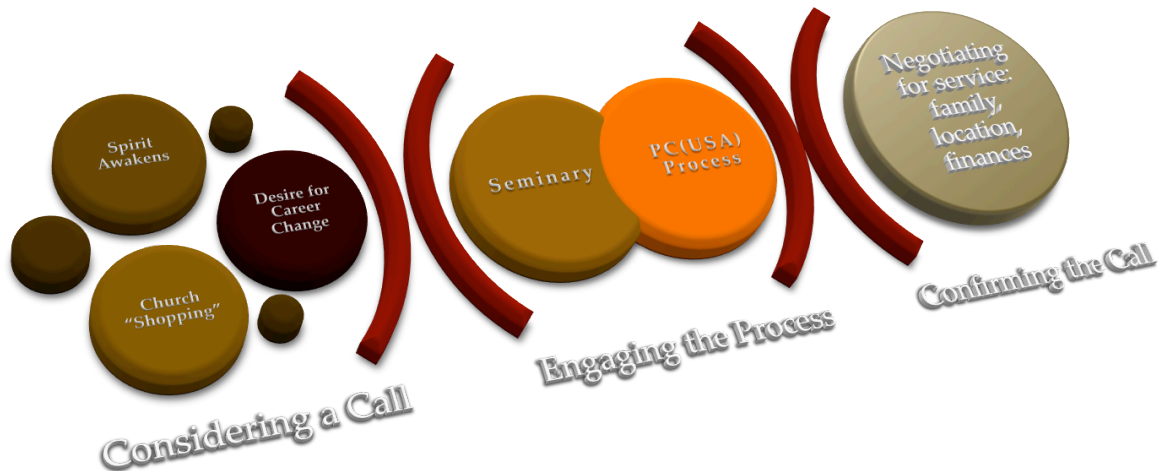 Spirit
Awakens
Desire for
Career
Change
Church
“Shopping”
Considering a Call
Seminary
PC(USA)
Process
Engaging the Process
Negotiating
for service:
family,
location,
finances
Confirming the Call